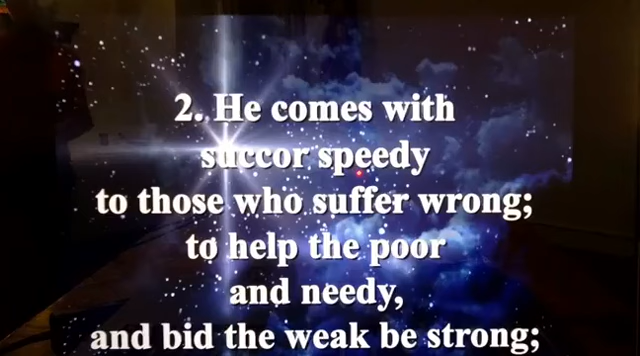 2. He comes with
succor speedy
to those who suffer wrong;
to help the poor
and needy,
and bid the weak be strong;